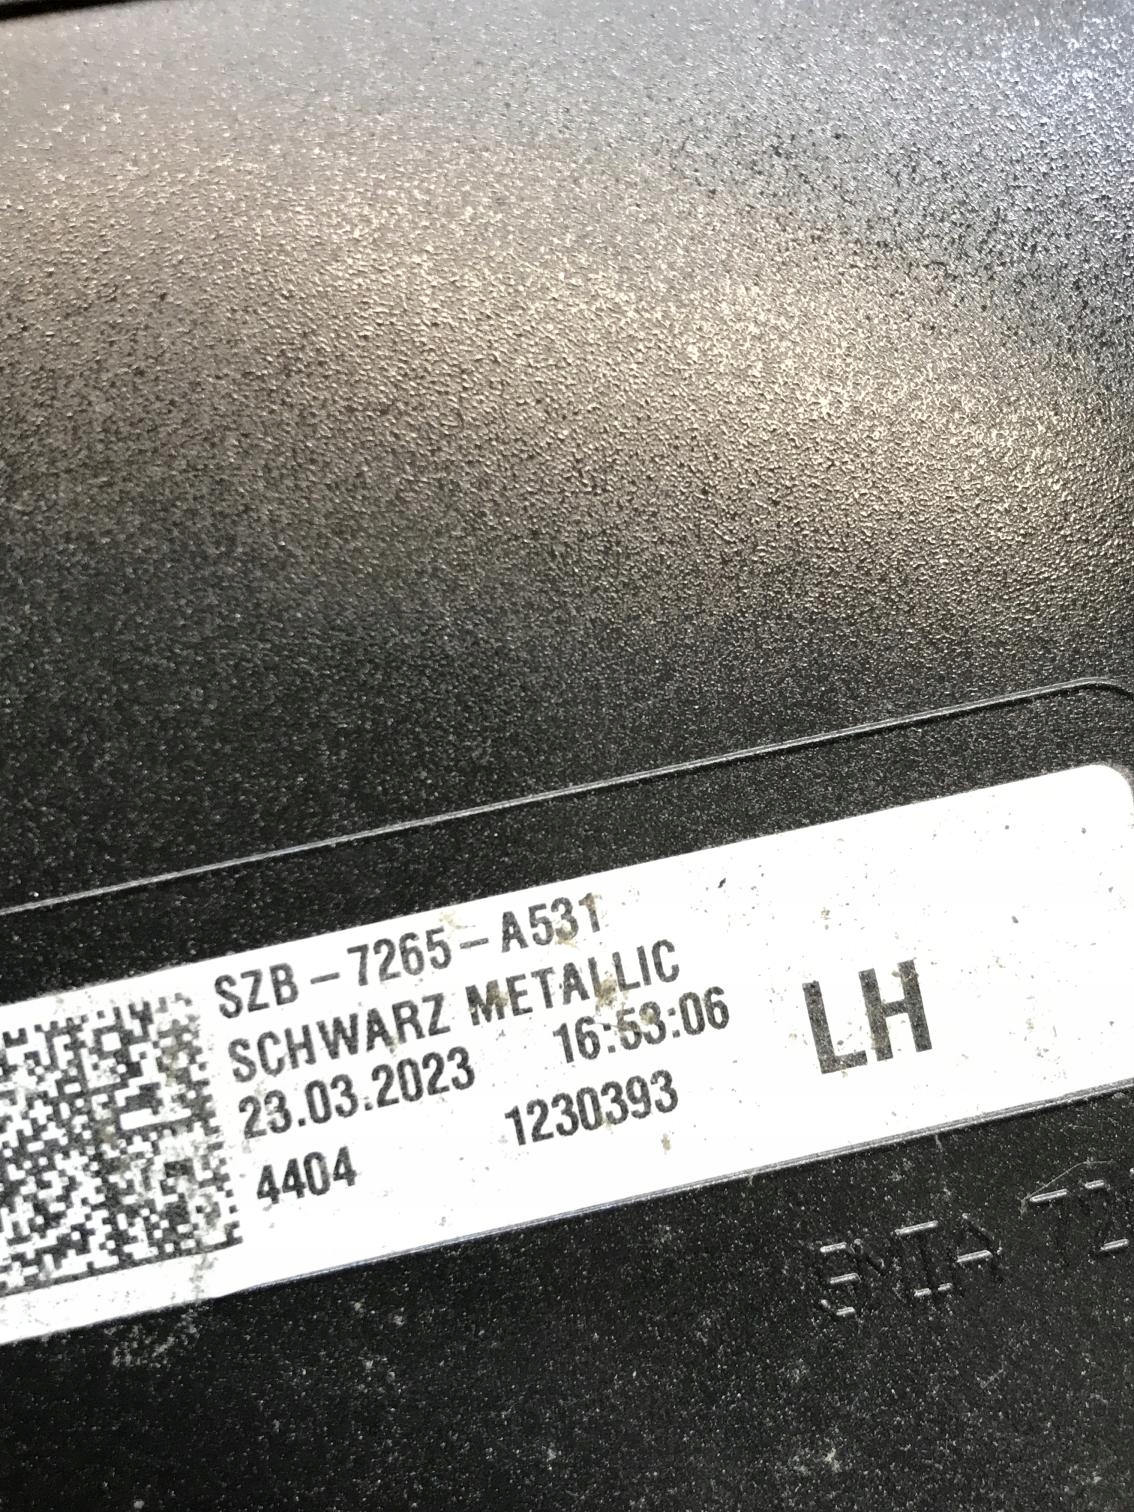 SZB-7265-A531
SCHWARZ METALLIC
23.03.2023 16:53:06
4404 1230393
LH